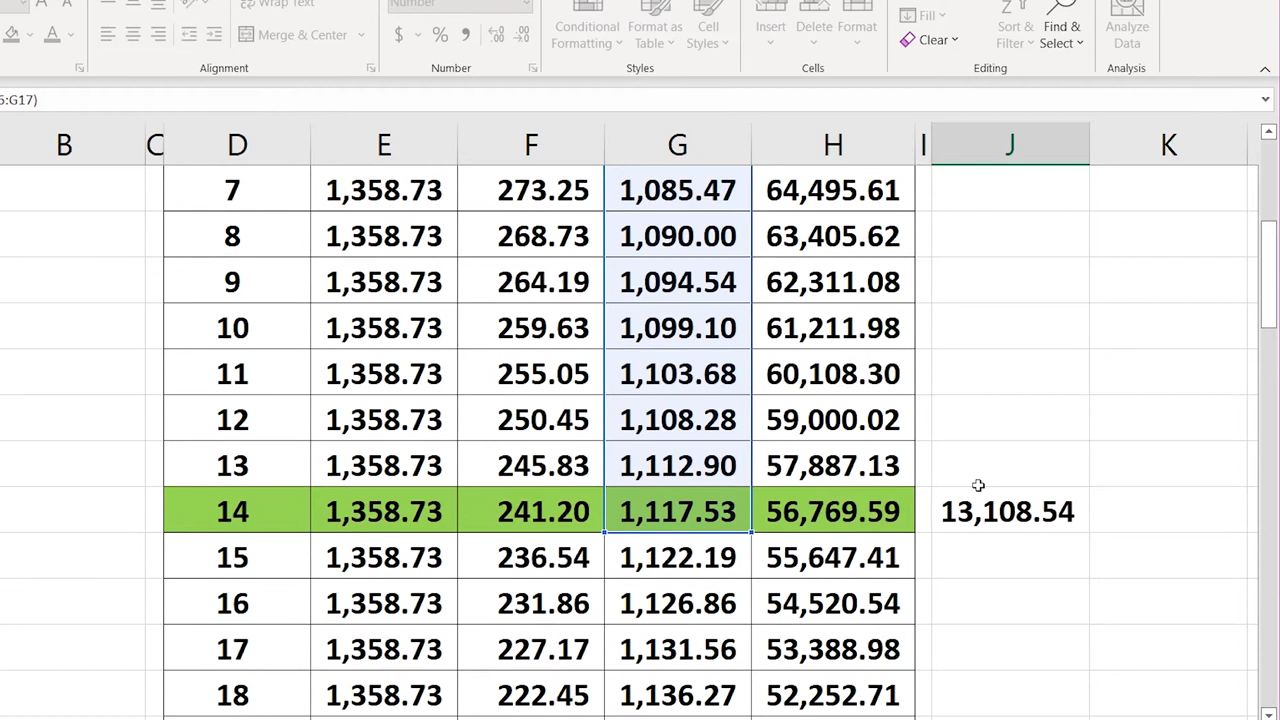 Wrap Text
Number
Merge & Center
$ % 9
Conditional Formatting
Format as Table
Cell Styles
Insert
Delete
Format
Fill
Clear
Sort & Filter
Find & Select
Analyze Data
Alignment
Number
Styles
Cells
Editing
Analysis
:G17)
B C D E F G H I J K
7 1,358.73 273.25 1,085.47 64,495.61
8 1,358.73 268.73 1,090.00 63,405.62
9 1,358.73 264.19 1,094.54 62,311.08
10 1,358.73 259.63 1,099.10 61,211.98
11 1,358.73 255.05 1,103.68 60,108.30
12 1,358.73 250.45 1,108.28 59,000.02
13 1,358.73 245.83 1,112.90 57,887.13
14 1,358.73 241.20 1,117.53 56,769.59 13,108.54
15 1,358.73 236.54 1,122.19 55,647.41
16 1,358.73 231.86 1,126.86 54,520.54
17 1,358.73 227.17 1,131.56 53,388.98
18 1,358.73 222.45 1,136.27 52,252.71